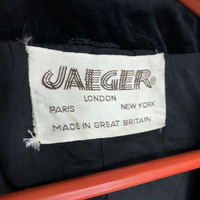 JAEGER®
LONDON
PARIS NEW YORK
MADE IN GREAT BRITAIN